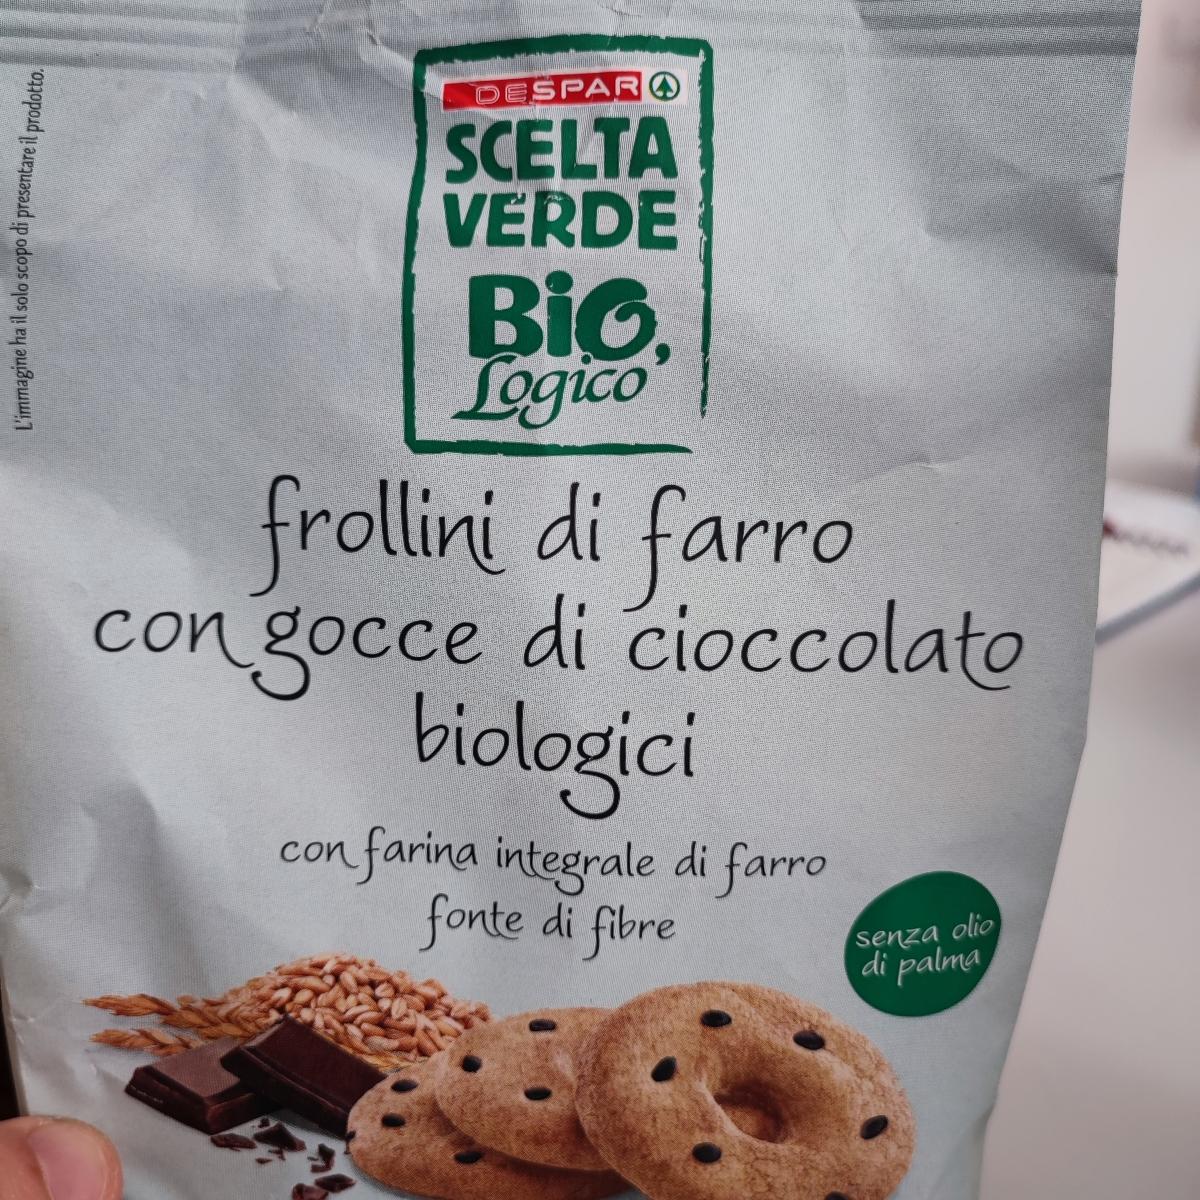 L'immagine ha il solo scopo di presentare il prodotto.
DESPAR
SCELTA
VERDE
BiO,
Logico
frollini di farro
con gocce di cioccolato
biologici
con farina integrale di farro
fonte di fibre
senza olio
di palma